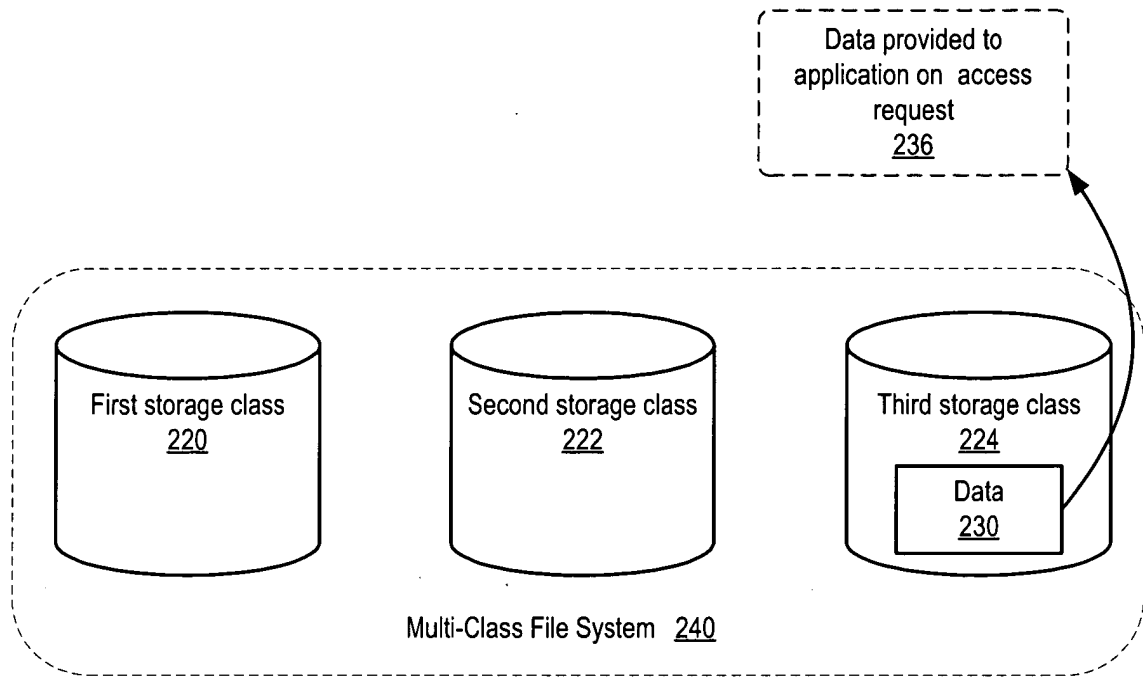 Data provided to
application on access
request
236
First storage class
220
Second storage class
222
Third storage class
224
Data
230
Multi-Class File System 240